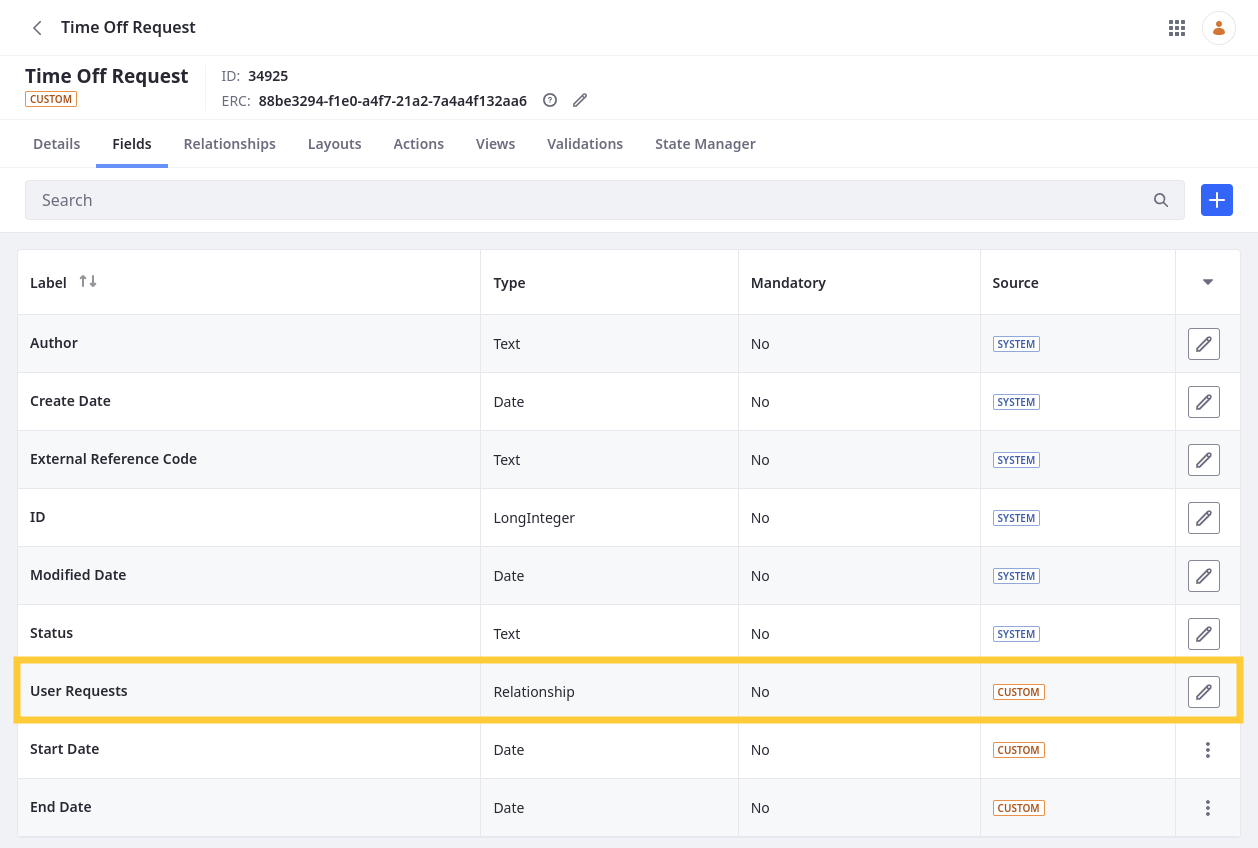 Time Off Request
Time Off Request
CUSTOM
ID: 34925
ERC: 88be3294-f1e0-a4f7-21a2-7a4a4f132aa6
Details Fields Relationships Layouts Actions Views Validations State Manager
Search
Label Type Mandatory Source
Author Text No SYSTEM
Create Date Date No SYSTEM
External Reference Code Text No SYSTEM
ID LongInteger No SYSTEM
Modified Date Date No SYSTEM
Status Text No SYSTEM
User Requests Relationship No CUSTOM
Start Date Date No CUSTOM
End Date Date No CUSTOM